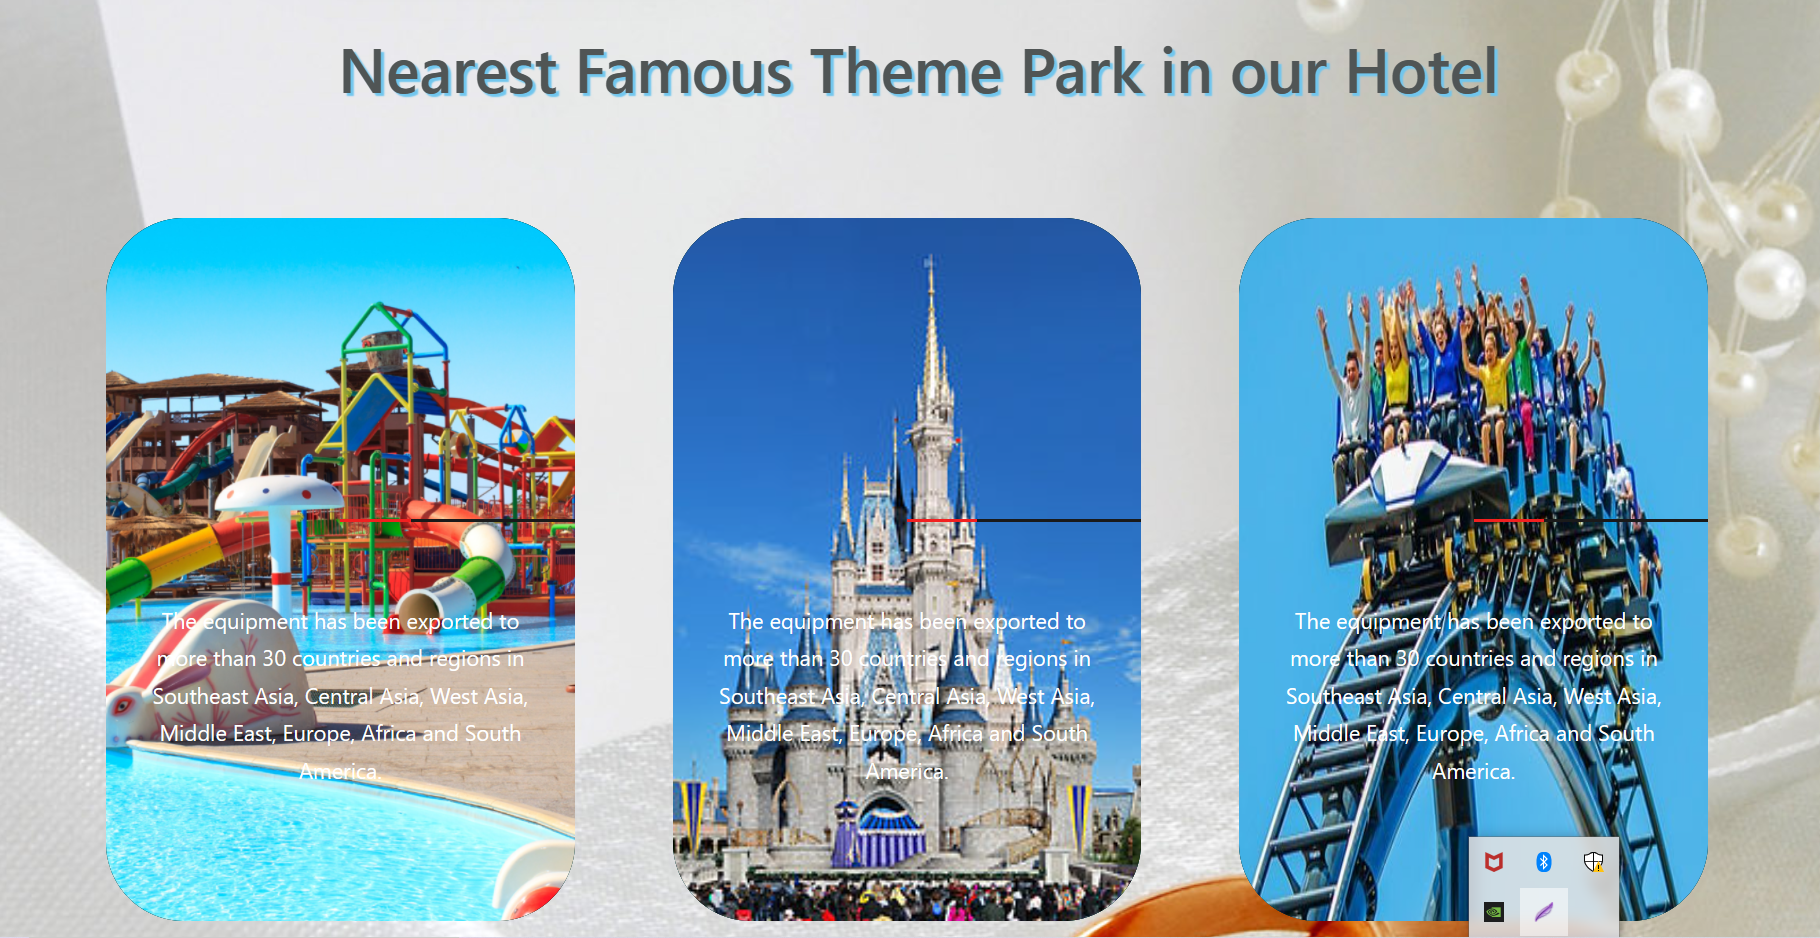 Nearest Famous Theme Park in our Hotel
The equipment has been exported to
more than 30 countries and regions in
Southeast Asia, Central Asia, West Asia,
Middle East, Europe, Africa and South
America.
The equipment has been exported to
more than 30 countries and regions in
Southeast Asia, Central Asia, West Asia,
Middle East, Europe, Africa and South
America.
The equipment has been exported to
more than 30 countries and regions in
Southeast Asia, Central Asia, West Asia,
Middle East, Europe, Africa and South
America.